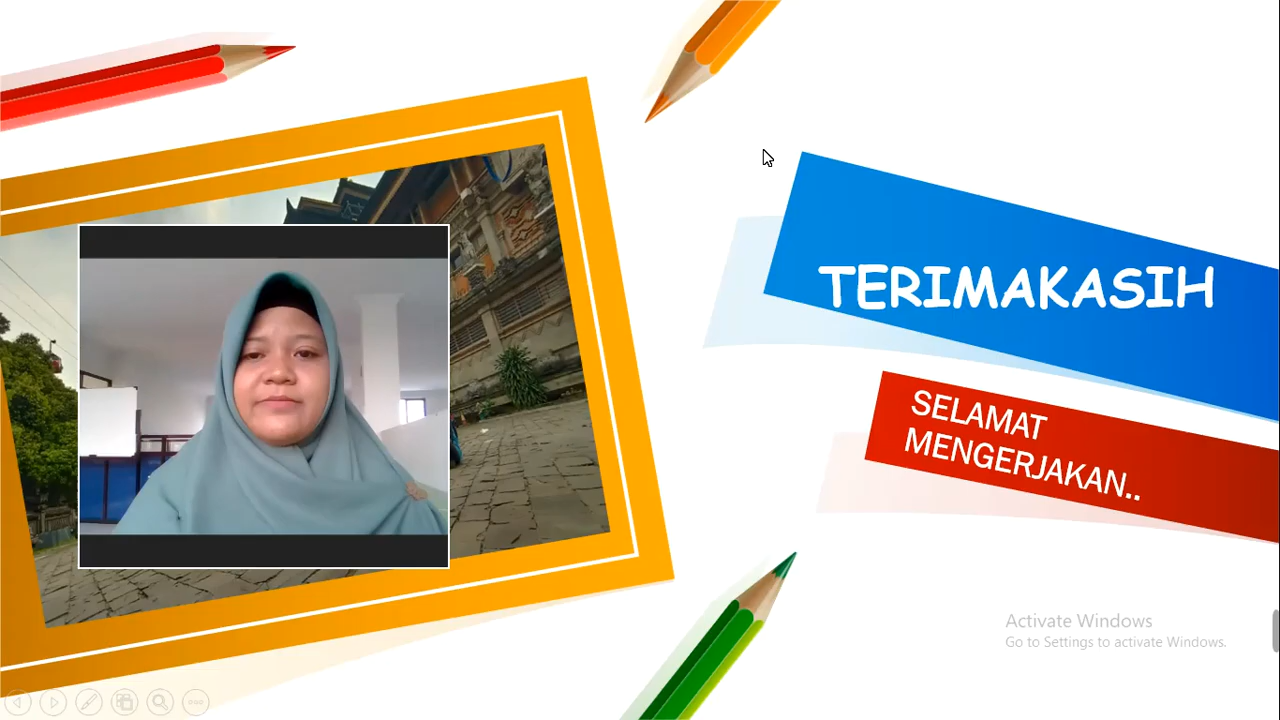 TERIMAKASIH
SELAMAT
MENGERJAKAN..
Activate Windows
Go to Settings to activate Windows.